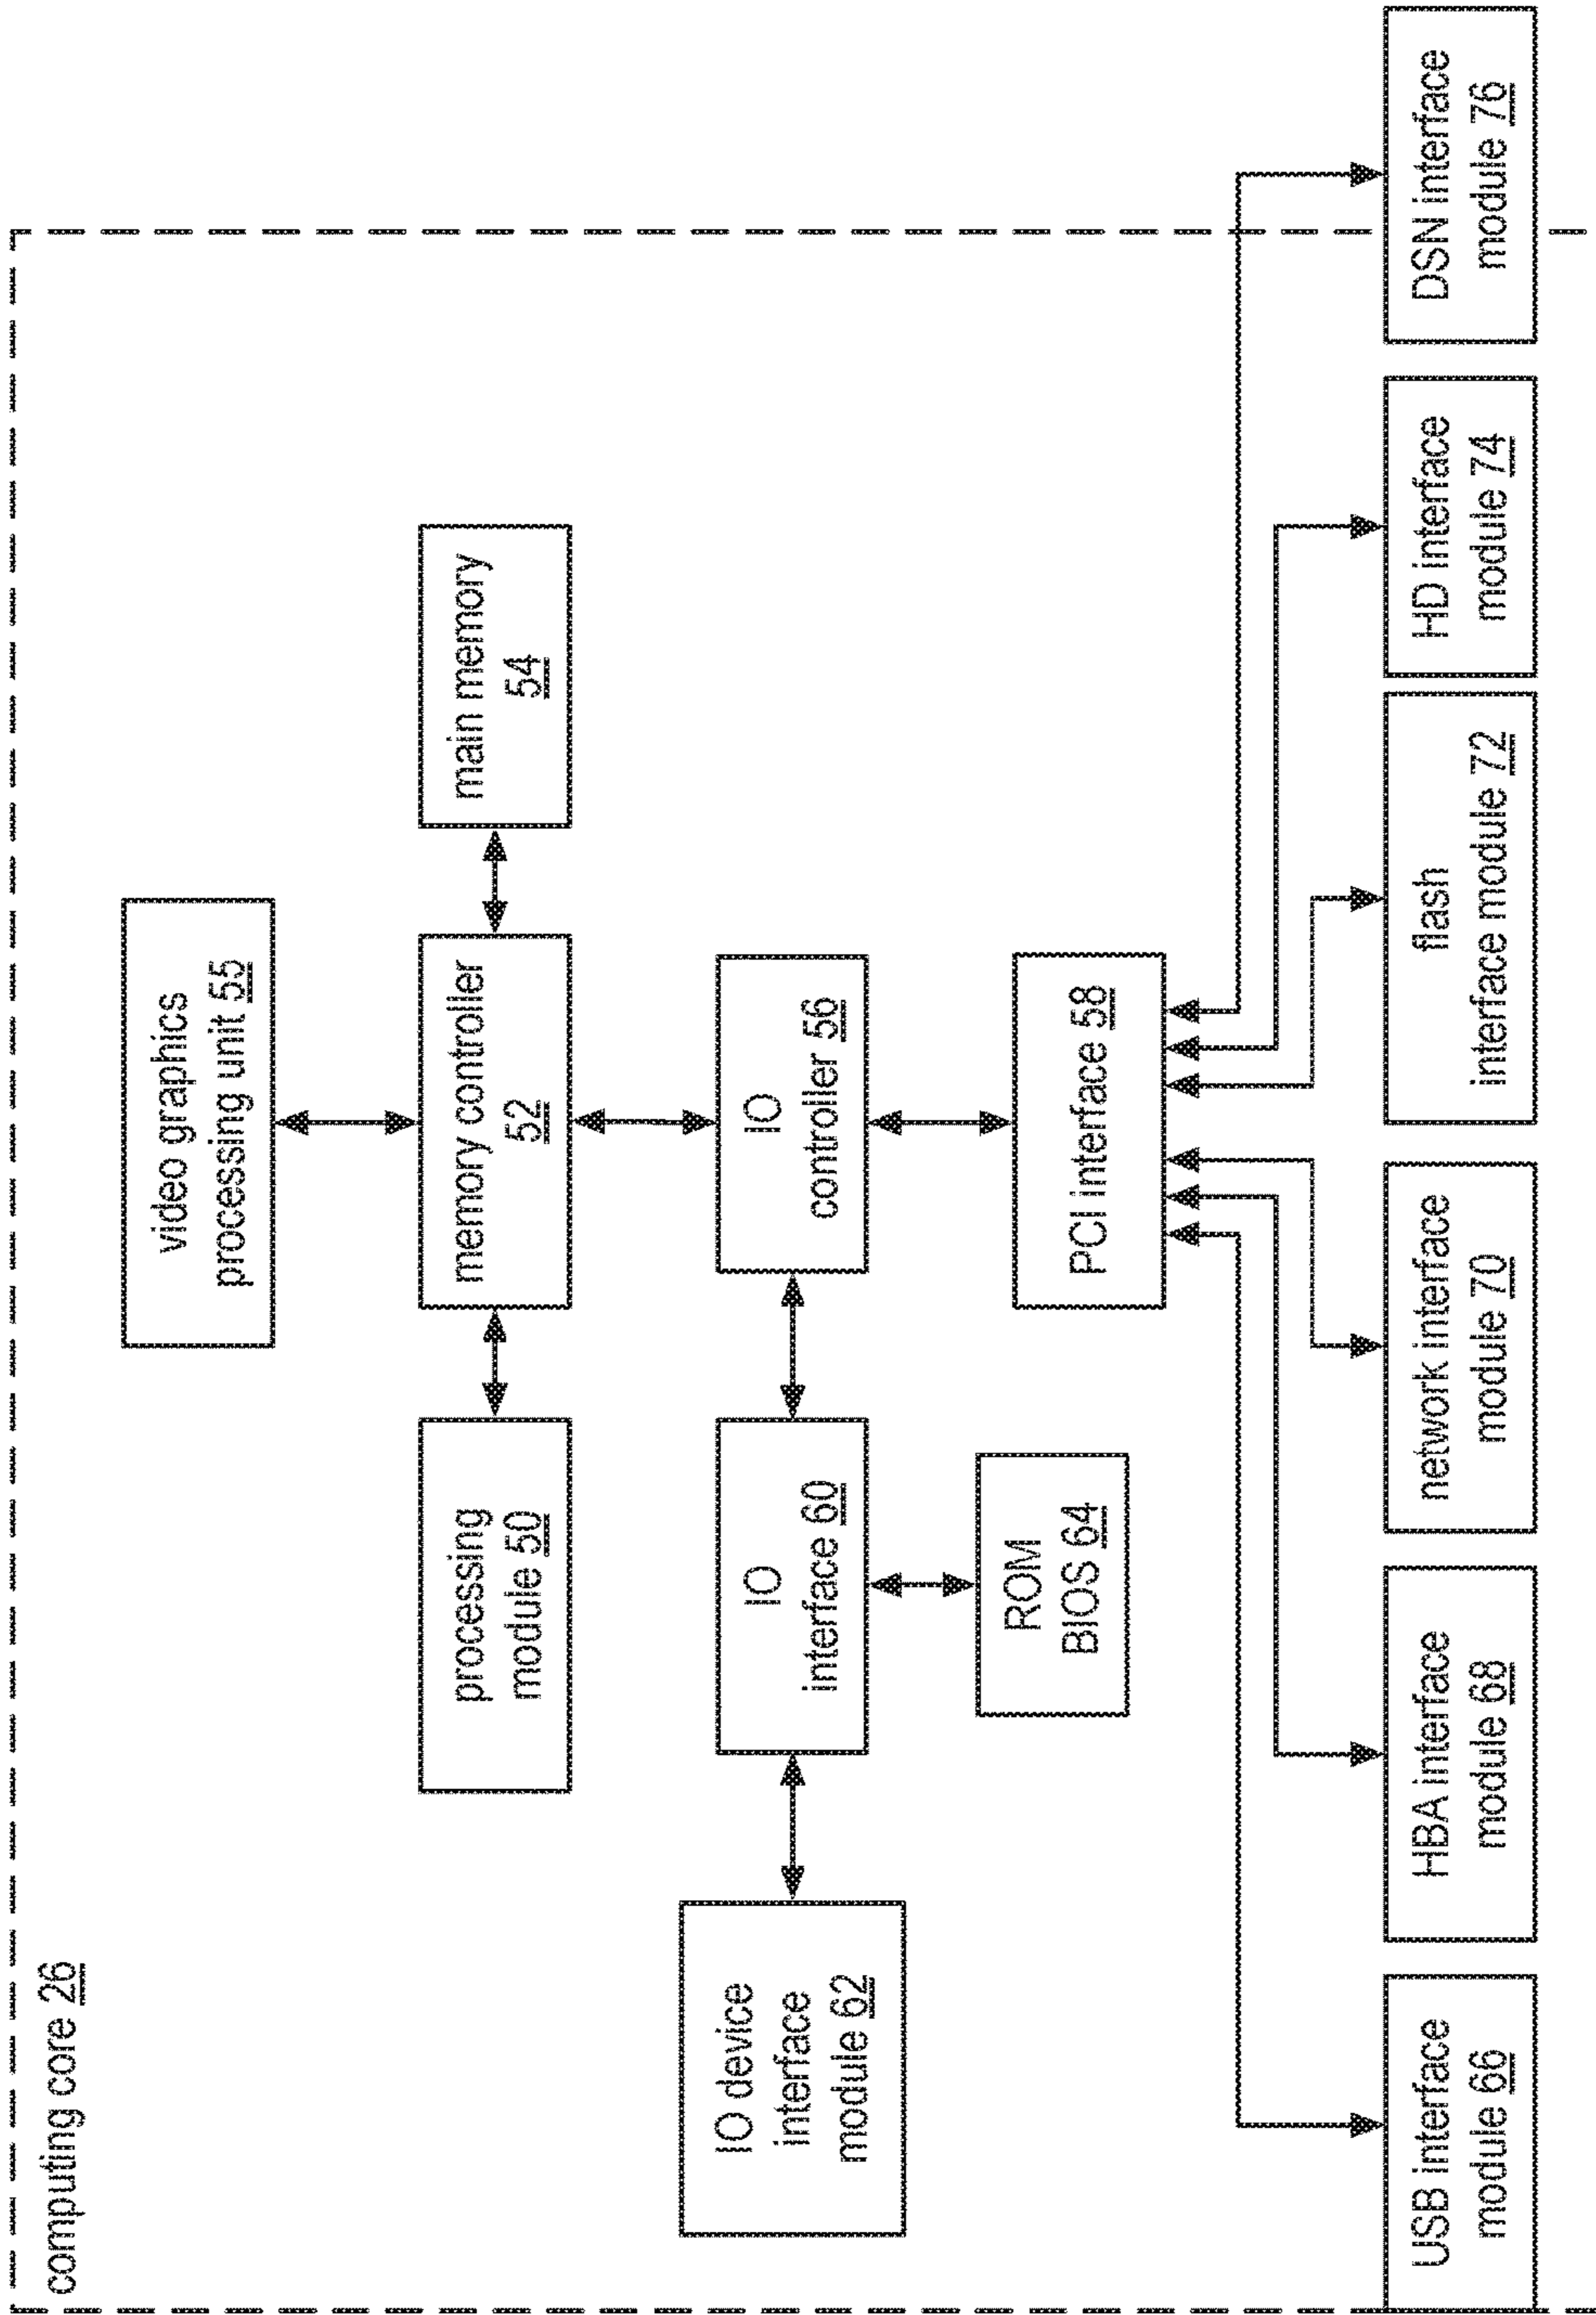 computing core 26
video graphics
processing unit 55
processing
module 50
memory controller
52
main memory
54
IO device
interface
module 62
IO
interface 60
IO
controller 56
ROM
BIOS 64
PCI interface 58
USB interface
module 66
HBA interface
module 68
network interface
module 70
flash
interface module 72
HD interface
module 74
DSN interface
module 76